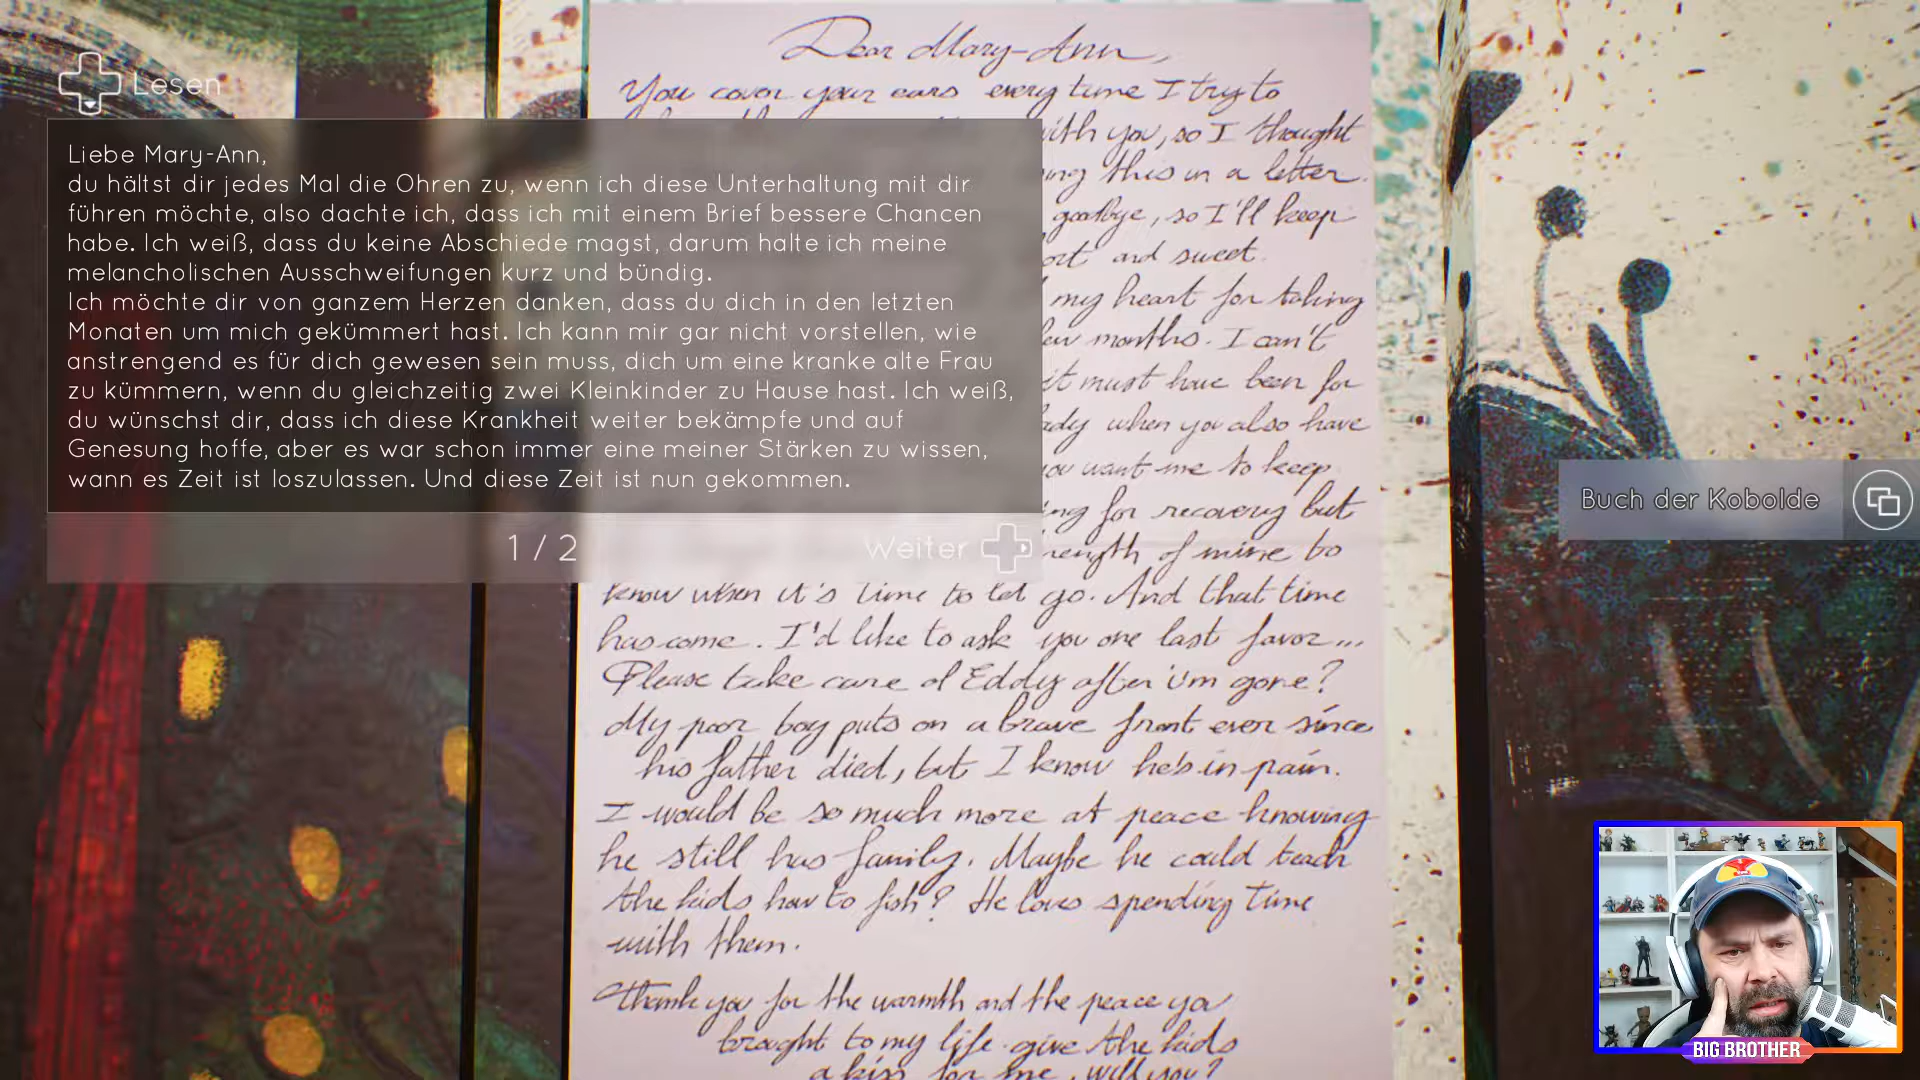 Lesen
Liebe Mary-Ann,
du hältst dir jedes Mal die Ohren zu, wenn ich diese Unterhaltung mit dir
führen möchte, also dachte ich, dass ich mit einem Brief bessere Chancen
habe. Ich weiß, dass du keine Abschiede magst, darum halte ich meine
melancholischen Ausschweifungen kurz und bündig.
Ich möchte dir von ganzem Herzen danken, dass du dich in den letzten
Monaten um mich gekümmert hast. Ich kann mir gar nicht vorstellen, wie
anstrengend es für dich gewesen sein muss, dich um eine kranke alte Frau
zu kümmern, wenn du gleichzeitig zwei Kleinkinder zu Hause hast. Ich weiß,
du wünschst dir, dass ich diese Krankheit weiter bekämpfe und auf
Genesung hoffe, aber es war schon immer eine meiner Stärken zu wissen,
wann es Zeit ist loszulassen. Und diese Zeit ist nun gekommen.
1 / 2
Weiter
Dear Mary-Ann,
You cover your ears every time I try to
with you, so I thought
this in a letter.
goodbye, so I'll keep
and sweet.
my heart for taking
months. I can't
it must have been for
when you also have
you want me to keep
for recovery but
of mine to
know when it's time to let go. And that time
has come. I'd like to ask you one last favor...
Please take care of Eddy after i'm gone?
My poor boy puts on a brave front ever since
his father died, but I know he's in pain.
I would be so much more at peace knowing
he still has family. Maybe he could teach
the kids how to fish? He loves spending time
with them.
Thank you for the warmth and the peace you
brought to my life. give the kids
a kiss for me, will you?
Buch der Kobolde
BIG BROTHER